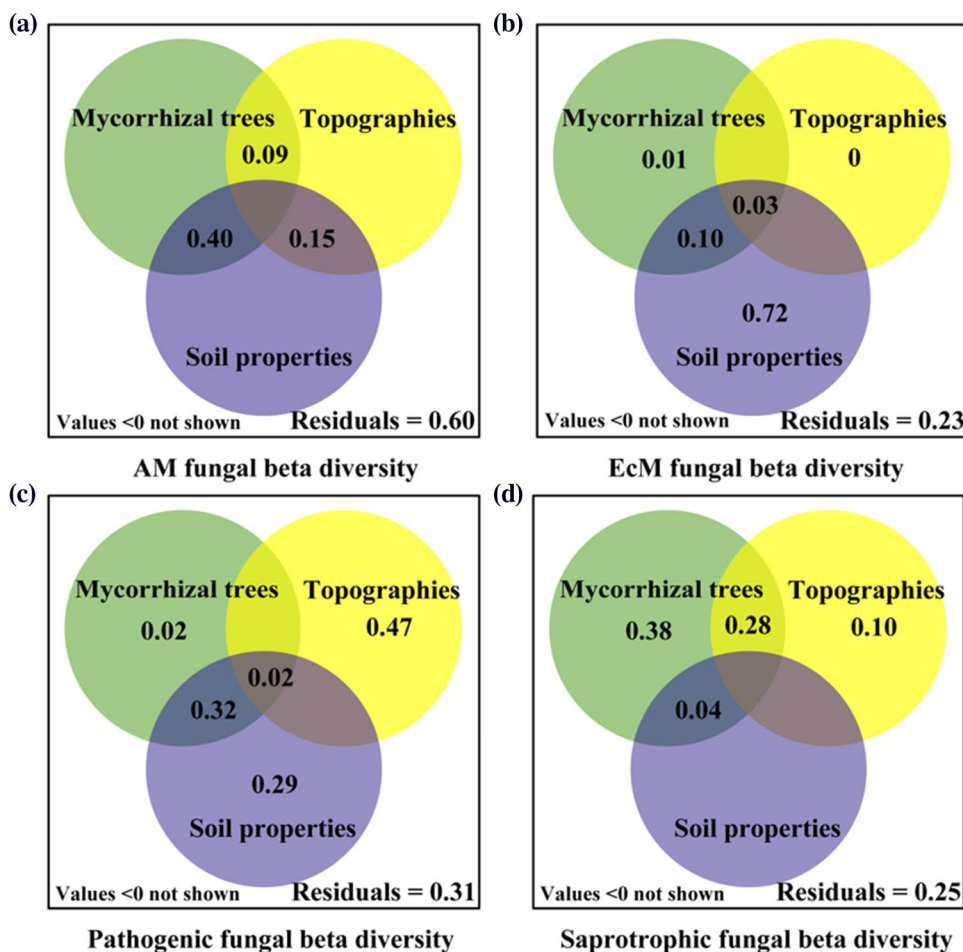 (a)
Mycorrhizal trees
Topographies
0.09
0.40
0.15
Soil properties
Values <0 not shown
Residuals = 0.60
AM fungal beta diversity
(b)
Mycorrhizal trees
Topographies
0.01
0
0.03
0.10
0.72
Soil properties
Values <0 not shown
Residuals = 0.23
EcM fungal beta diversity
(c)
Mycorrhizal trees
Topographies
0.02
0.47
0.02
0.32
0.29
Soil properties
Values <0 not shown
Residuals = 0.31
Pathogenic fungal beta diversity
(d)
Mycorrhizal trees
Topographies
0.38
0.28
0.10
0.04
Soil properties
Values <0 not shown
Residuals = 0.25
Saprotrophic fungal beta diversity